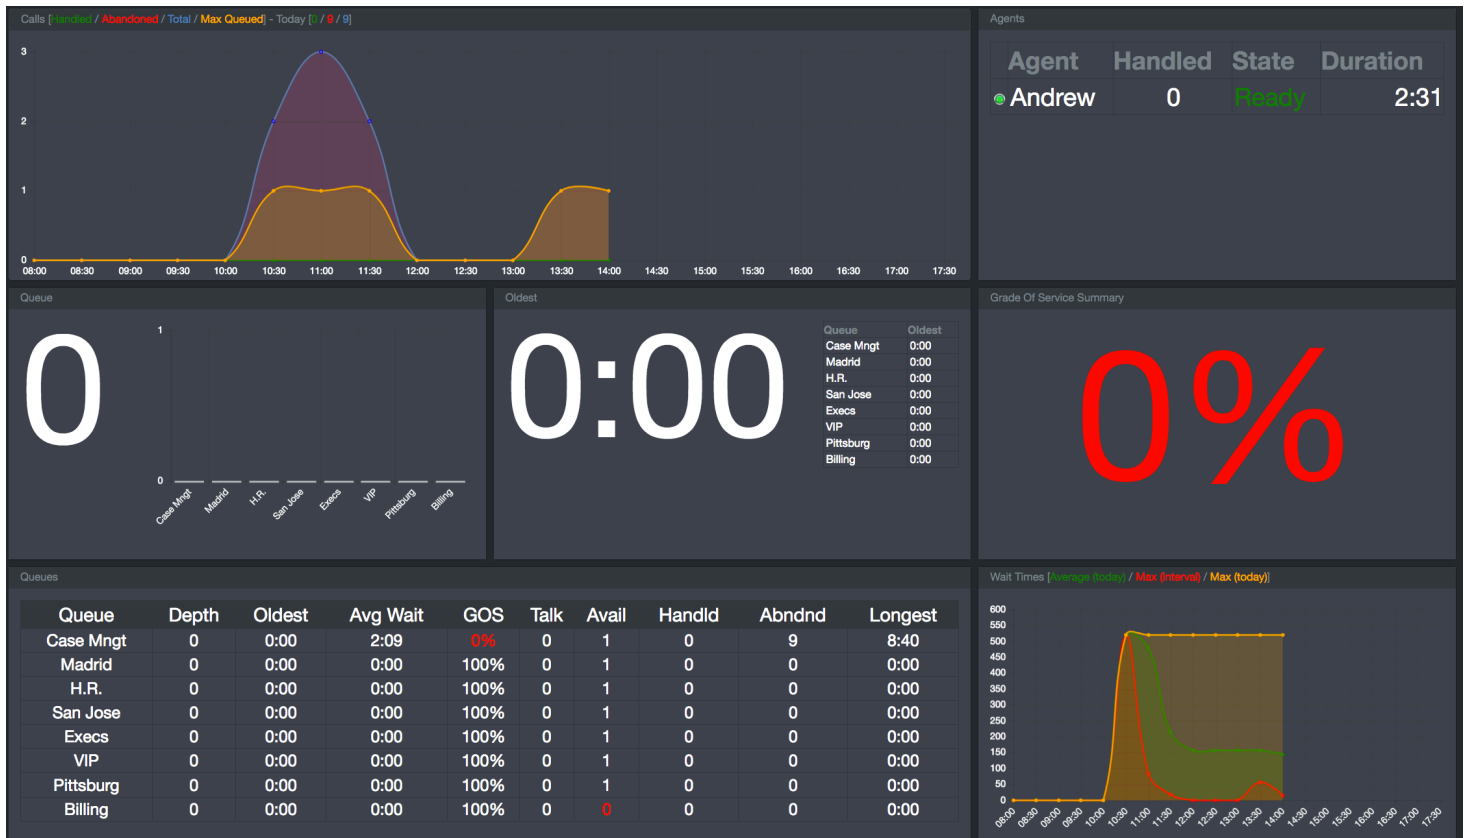 Calls [Handled / Abandoned / Total / Max Queued] - Today [0 / 9 / 9]
3
2
1
0
08:00 08:30 09:00 09:30 10:00 10:30 11:00 11:30 12:00 12:30 13:00 13:30 14:00 14:30 15:00 15:30 16:00 16:30 17:00 17:30
Agents
Agent Handled State Duration
Andrew 0 Ready 2:31
Queue
0
1
0
Case Mngt Madrid H.R. San Jose Execs VIP Pittsburg Billing
Oldest
0:00
Queue Oldest
Case Mngt 0:00
Madrid 0:00
H.R. 0:00
San Jose 0:00
Execs 0:00
VIP 0:00
Pittsburg 0:00
Billing 0:00
Grade Of Service Summary
0%
Queues
Queue Depth Oldest Avg Wait GOS Talk Avail Handld Abndnd Longest
Case Mngt 0 0:00 2:09 0% 0 1 0 9 8:40
Madrid 0 0:00 0:00 100% 0 1 0 0 0:00
H.R. 0 0:00 0:00 100% 0 1 0 0 0:00
San Jose 0 0:00 0:00 100% 0 1 0 0 0:00
Execs 0 0:00 0:00 100% 0 1 0 0 0:00
VIP 0 0:00 0:00 100% 0 1 0 0 0:00
Pittsburg 0 0:00 0:00 100% 0 1 0 0 0:00
Billing 0 0:00 0:00 100% 0 0 0 0 0:00
Wait Times [Average (today) / Max (interval) / Max (today)]
600
550
500
450
400
350
300
250
200
150
100
50
0
08:00 08:30 09:00 09:30 10:00 10:30 11:00 11:30 12:00 12:30 13:00 13:30 14:00 14:30 15:00 15:30 16:00 16:30 17:00 17:30